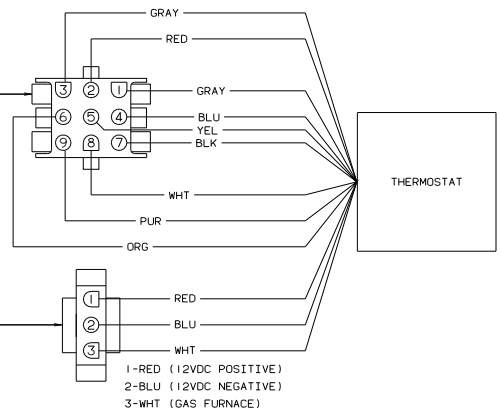 GRAY
RED
3 2 1
GRAY
6 5 4
BLU
YEL
9 8 7
BLK
THERMOSTAT
WHT
PUR
ORG
1
RED
2
BLU
3
WHT
1-RED (12VDC POSITIVE)
2-BLU (12VDC NEGATIVE)
3-WHT (GAS FURNACE)